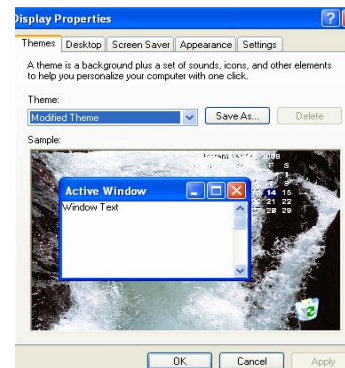 Display Properties
Themes Desktop Screen Saver Appearance Settings
A theme is a background plus a set of sounds, icons, and other elements
to help you personalize your computer with one click.
Theme:
Modified Theme Save As... Delete
Sample:
F S
1
Active Window
14 15
Window Text
20 21 22
27 28 29
OK Cancel Apply